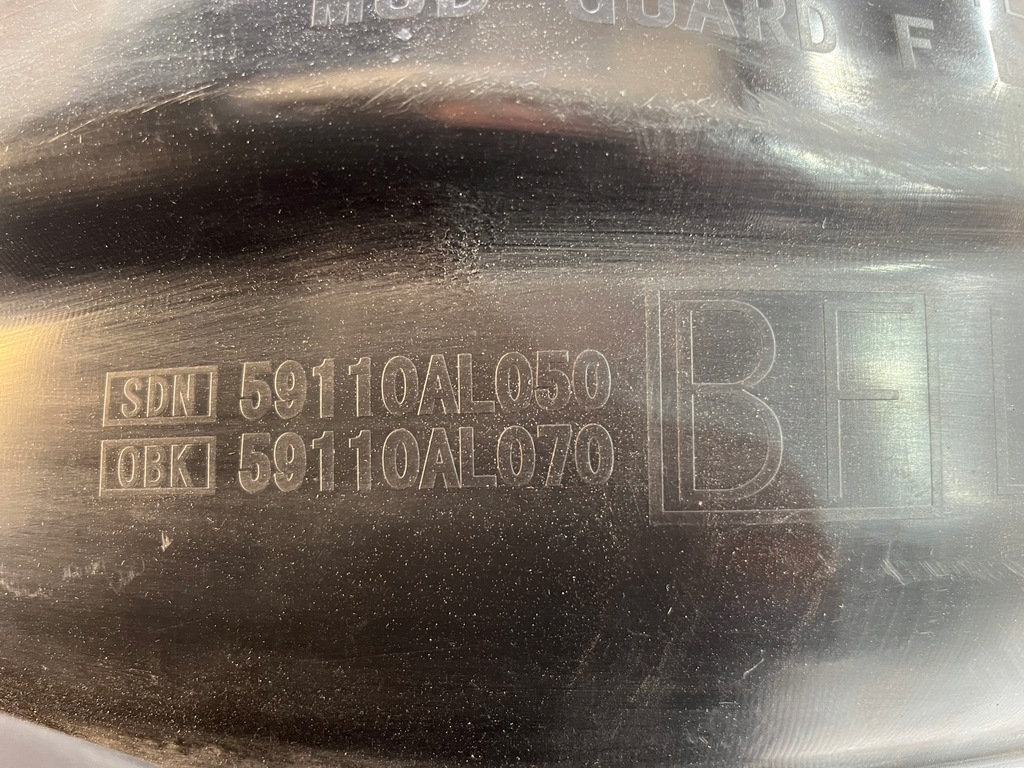 MUD GUARD F
SDN 59110AL050
OBK 59110AL070
BF